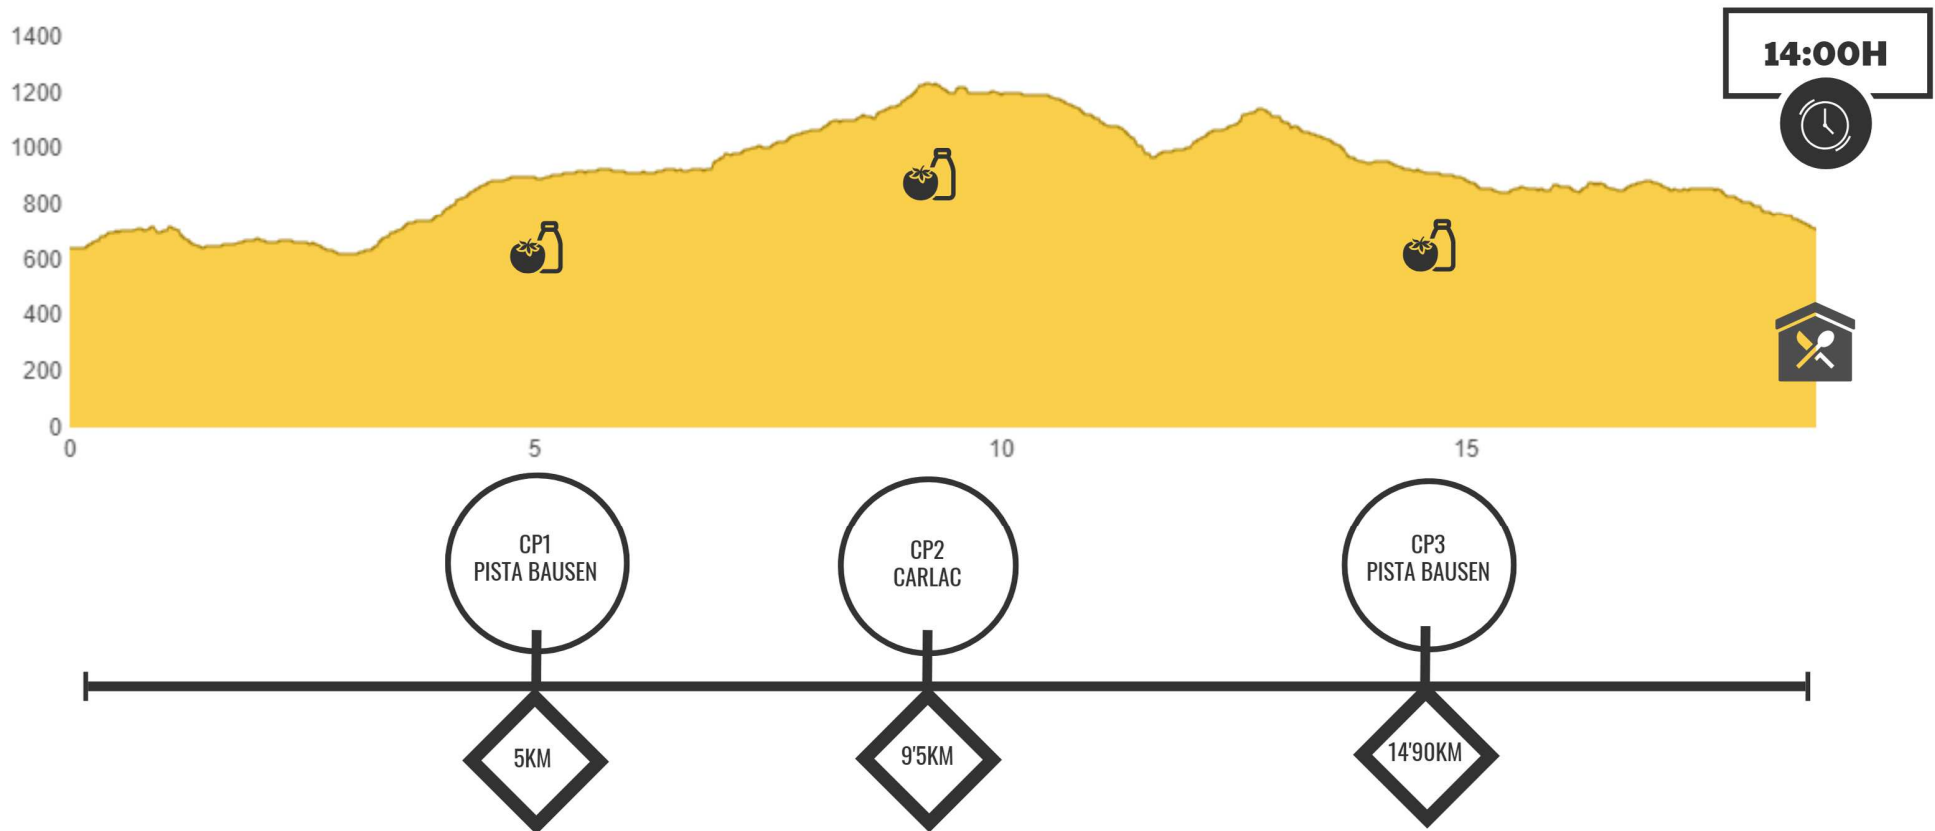 1400
1200
1000
800
600
400
200
0
0 5 10 15
14:00H
CP1
PISTA BAUSEN
CP2
CARLAC
CP3
PISTA BAUSEN
5KM
9'5KM
14'90KM